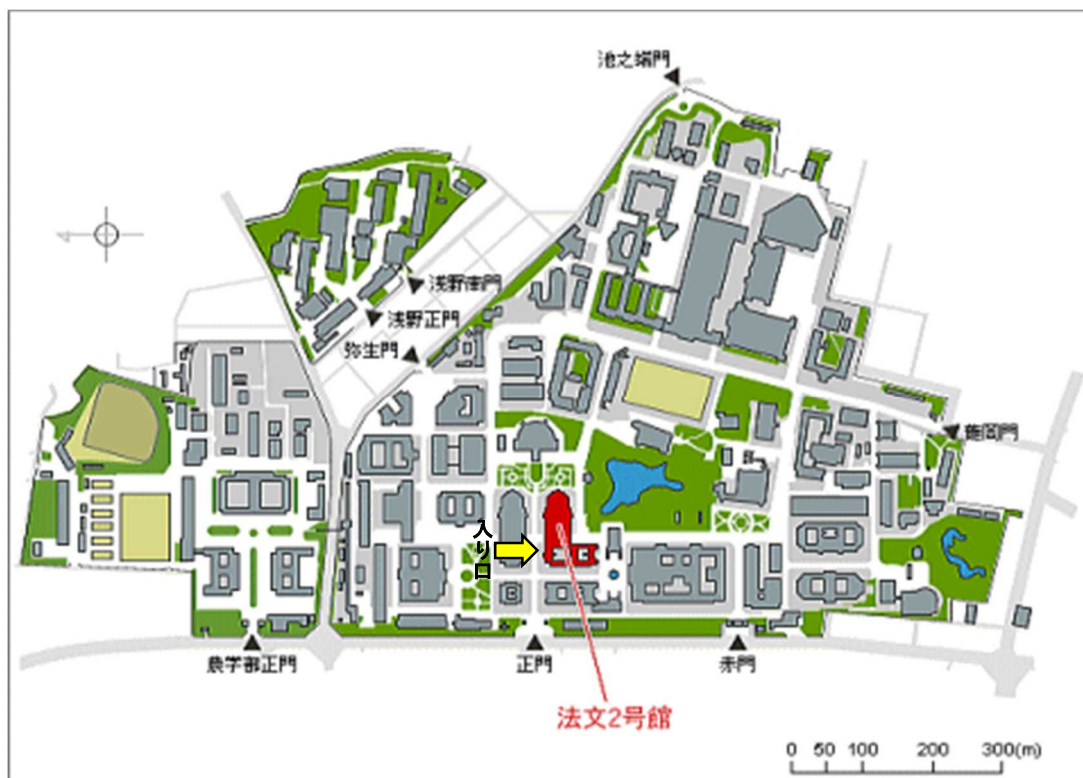 池之端門
浅野南門
浅野正門
弥生門
龍岡門
入り口
農学部正門
正門
赤門
法文2号館
0 50 100 200 300(m)